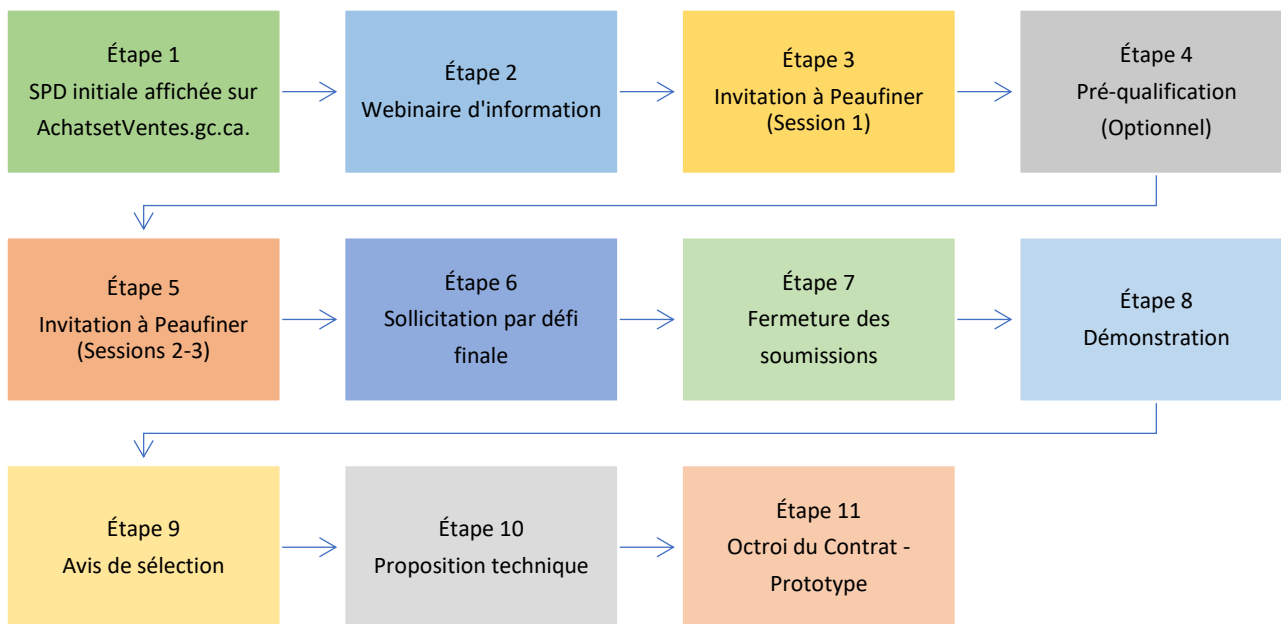 Étape 1
SPD initiale affichée sur
AchatsetVentes.gc.ca.
Étape 2
Webinaire d'information
Étape 3
Invitation à Peaufiner
(Session 1)
Étape 4
Pré-qualification
(Optionnel)
Étape 5
Invitation à Peaufiner
(Sessions 2-3)
Étape 6
Sollicitation par défi
finale
Étape 7
Fermeture des
soumissions
Étape 8
Démonstration
Étape 9
Avis de sélection
Étape 10
Proposition technique
Étape 11
Octroi du Contrat -
Prototype